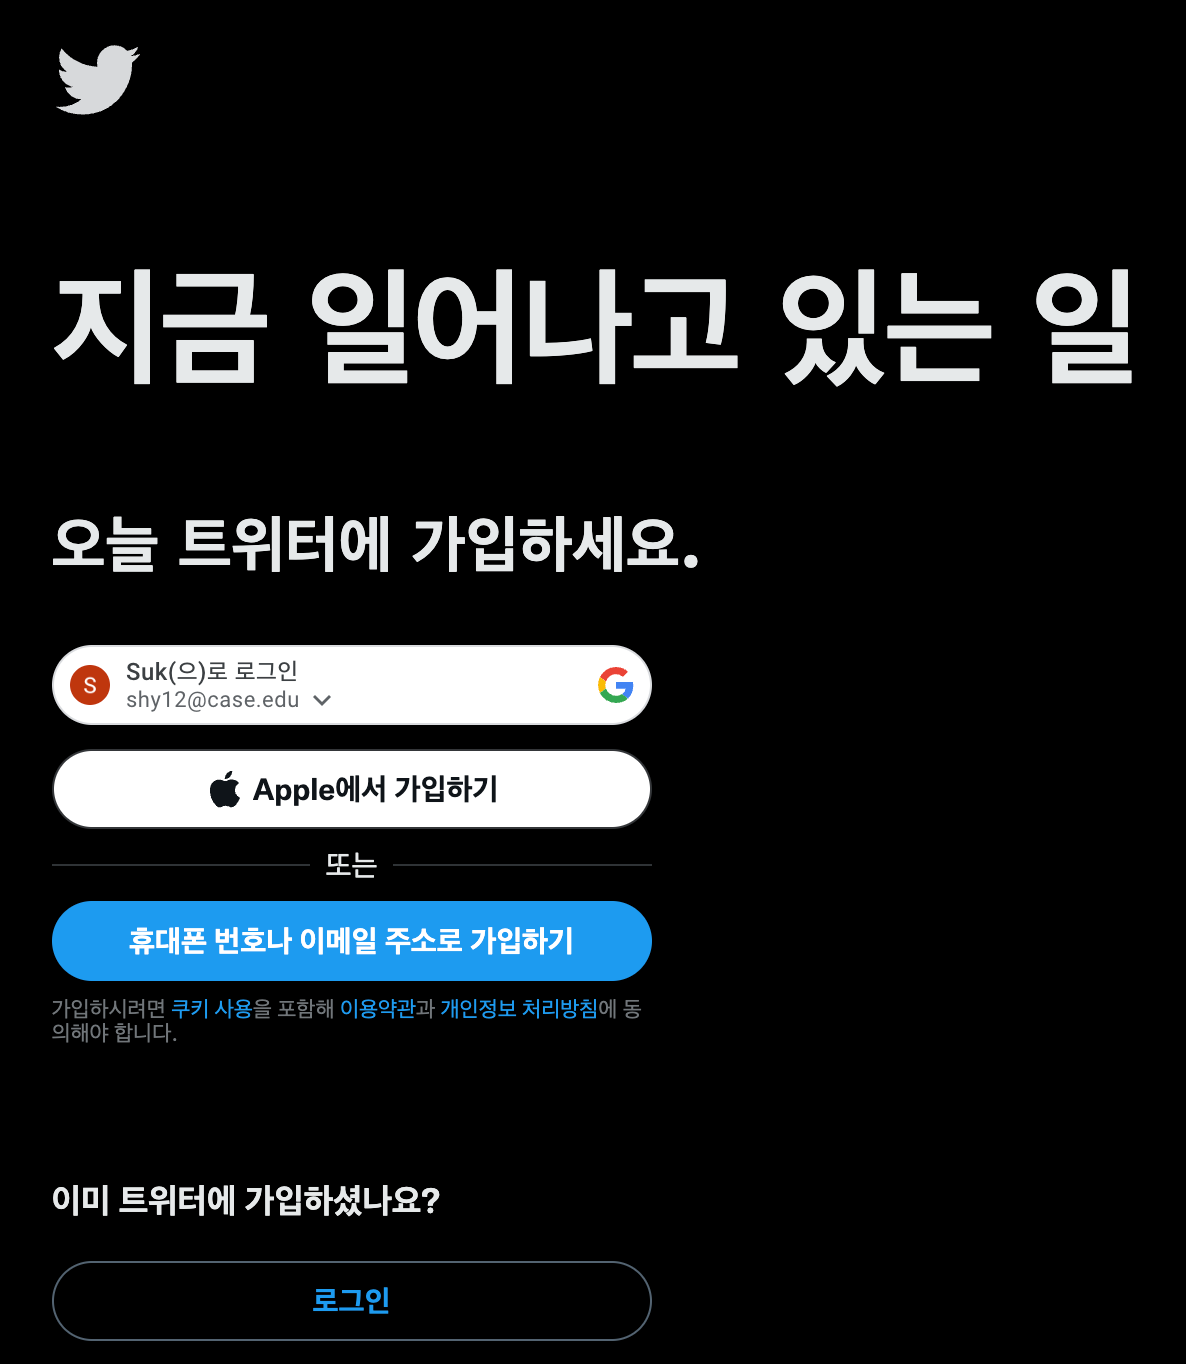 지금 일어나고 있는 일
오늘 트위터에 가입하세요.
S
Suk(으)로 로그인
shy12@case.edu
Apple에서 가입하기
또는
휴대폰 번호나 이메일 주소로 가입하기
가입하시려면 쿠키 사용을 포함해 이용약관과 개인정보 처리방침에 동
의해야 합니다.
이미 트위터에 가입하셨나요?
로그인